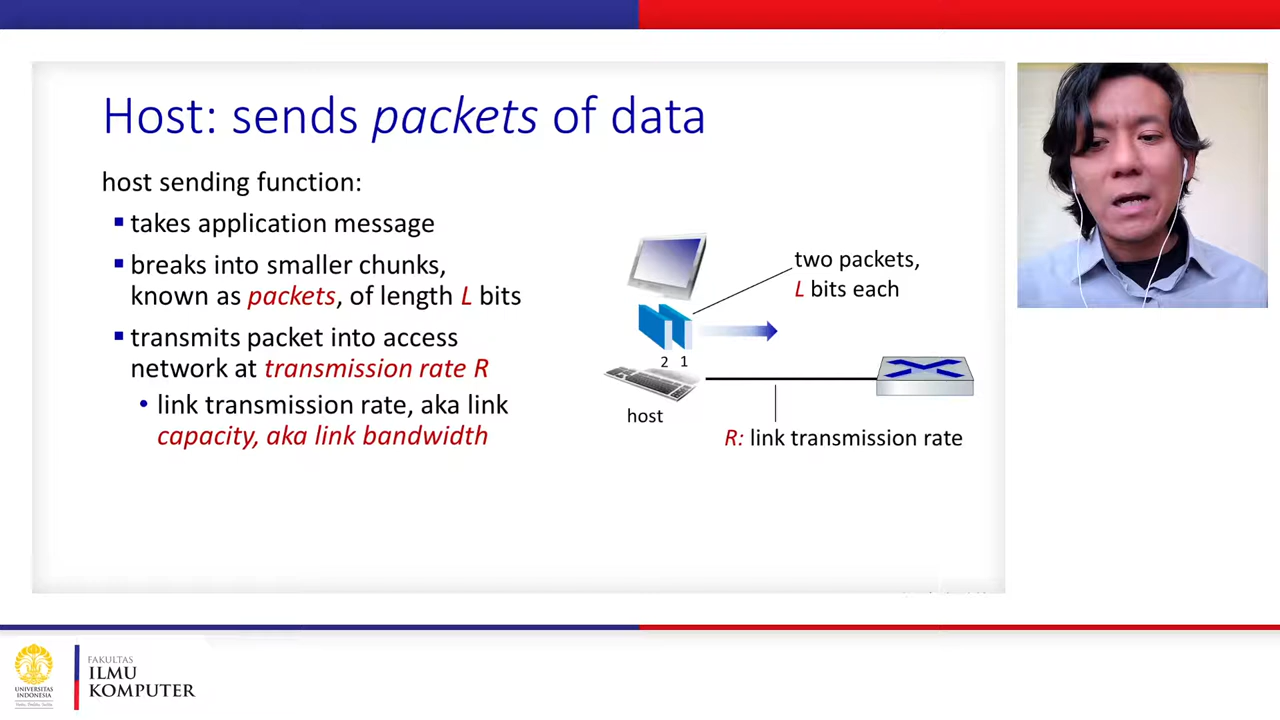 Host: sends packets of data
host sending function:
▪ takes application message
▪ breaks into smaller chunks,
known as packets, of length L bits
▪ transmits packet into access
network at transmission rate R
• link transmission rate, aka link
capacity, aka link bandwidth
two packets,
L bits each
2 1
host
R: link transmission rate
UNIVERSITAS
INDONESIA
FAKULTAS
ILMU
KOMPUTER